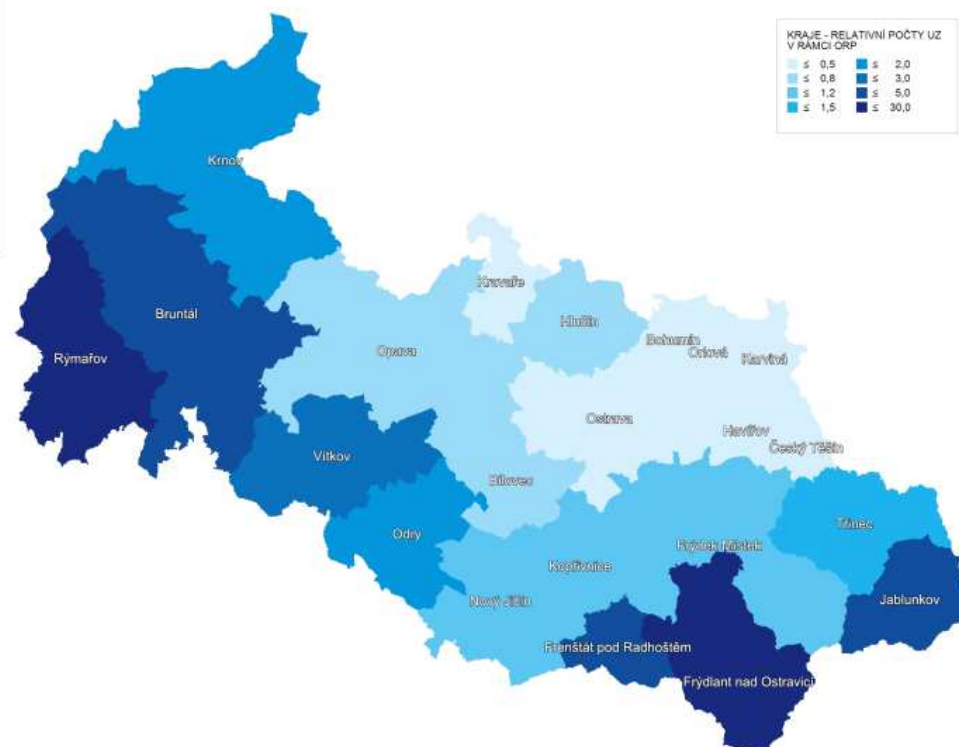 KRAJE - RELATIVNÍ POČTY UZ
V RÁMCI ORP
≤ 0,5
≤ 2,0
≤ 0,8
≤ 3,0
≤ 1,2
≤ 5,0
≤ 1,5
≤ 30,0
Krnov
Kravaře
Bruntál
Hlučín
Bohumín
Orlová
Karviná
Opava
Rýmařov
Ostrava
Havířov
Český Těšín
Vítkov
Bílovec
Třinec
Odry
Frýdek Místek
Kopřivnice
Nový Jičín
Jablunkov
Frenštát pod Radhoštěm
Frýdlant nad Ostravicí